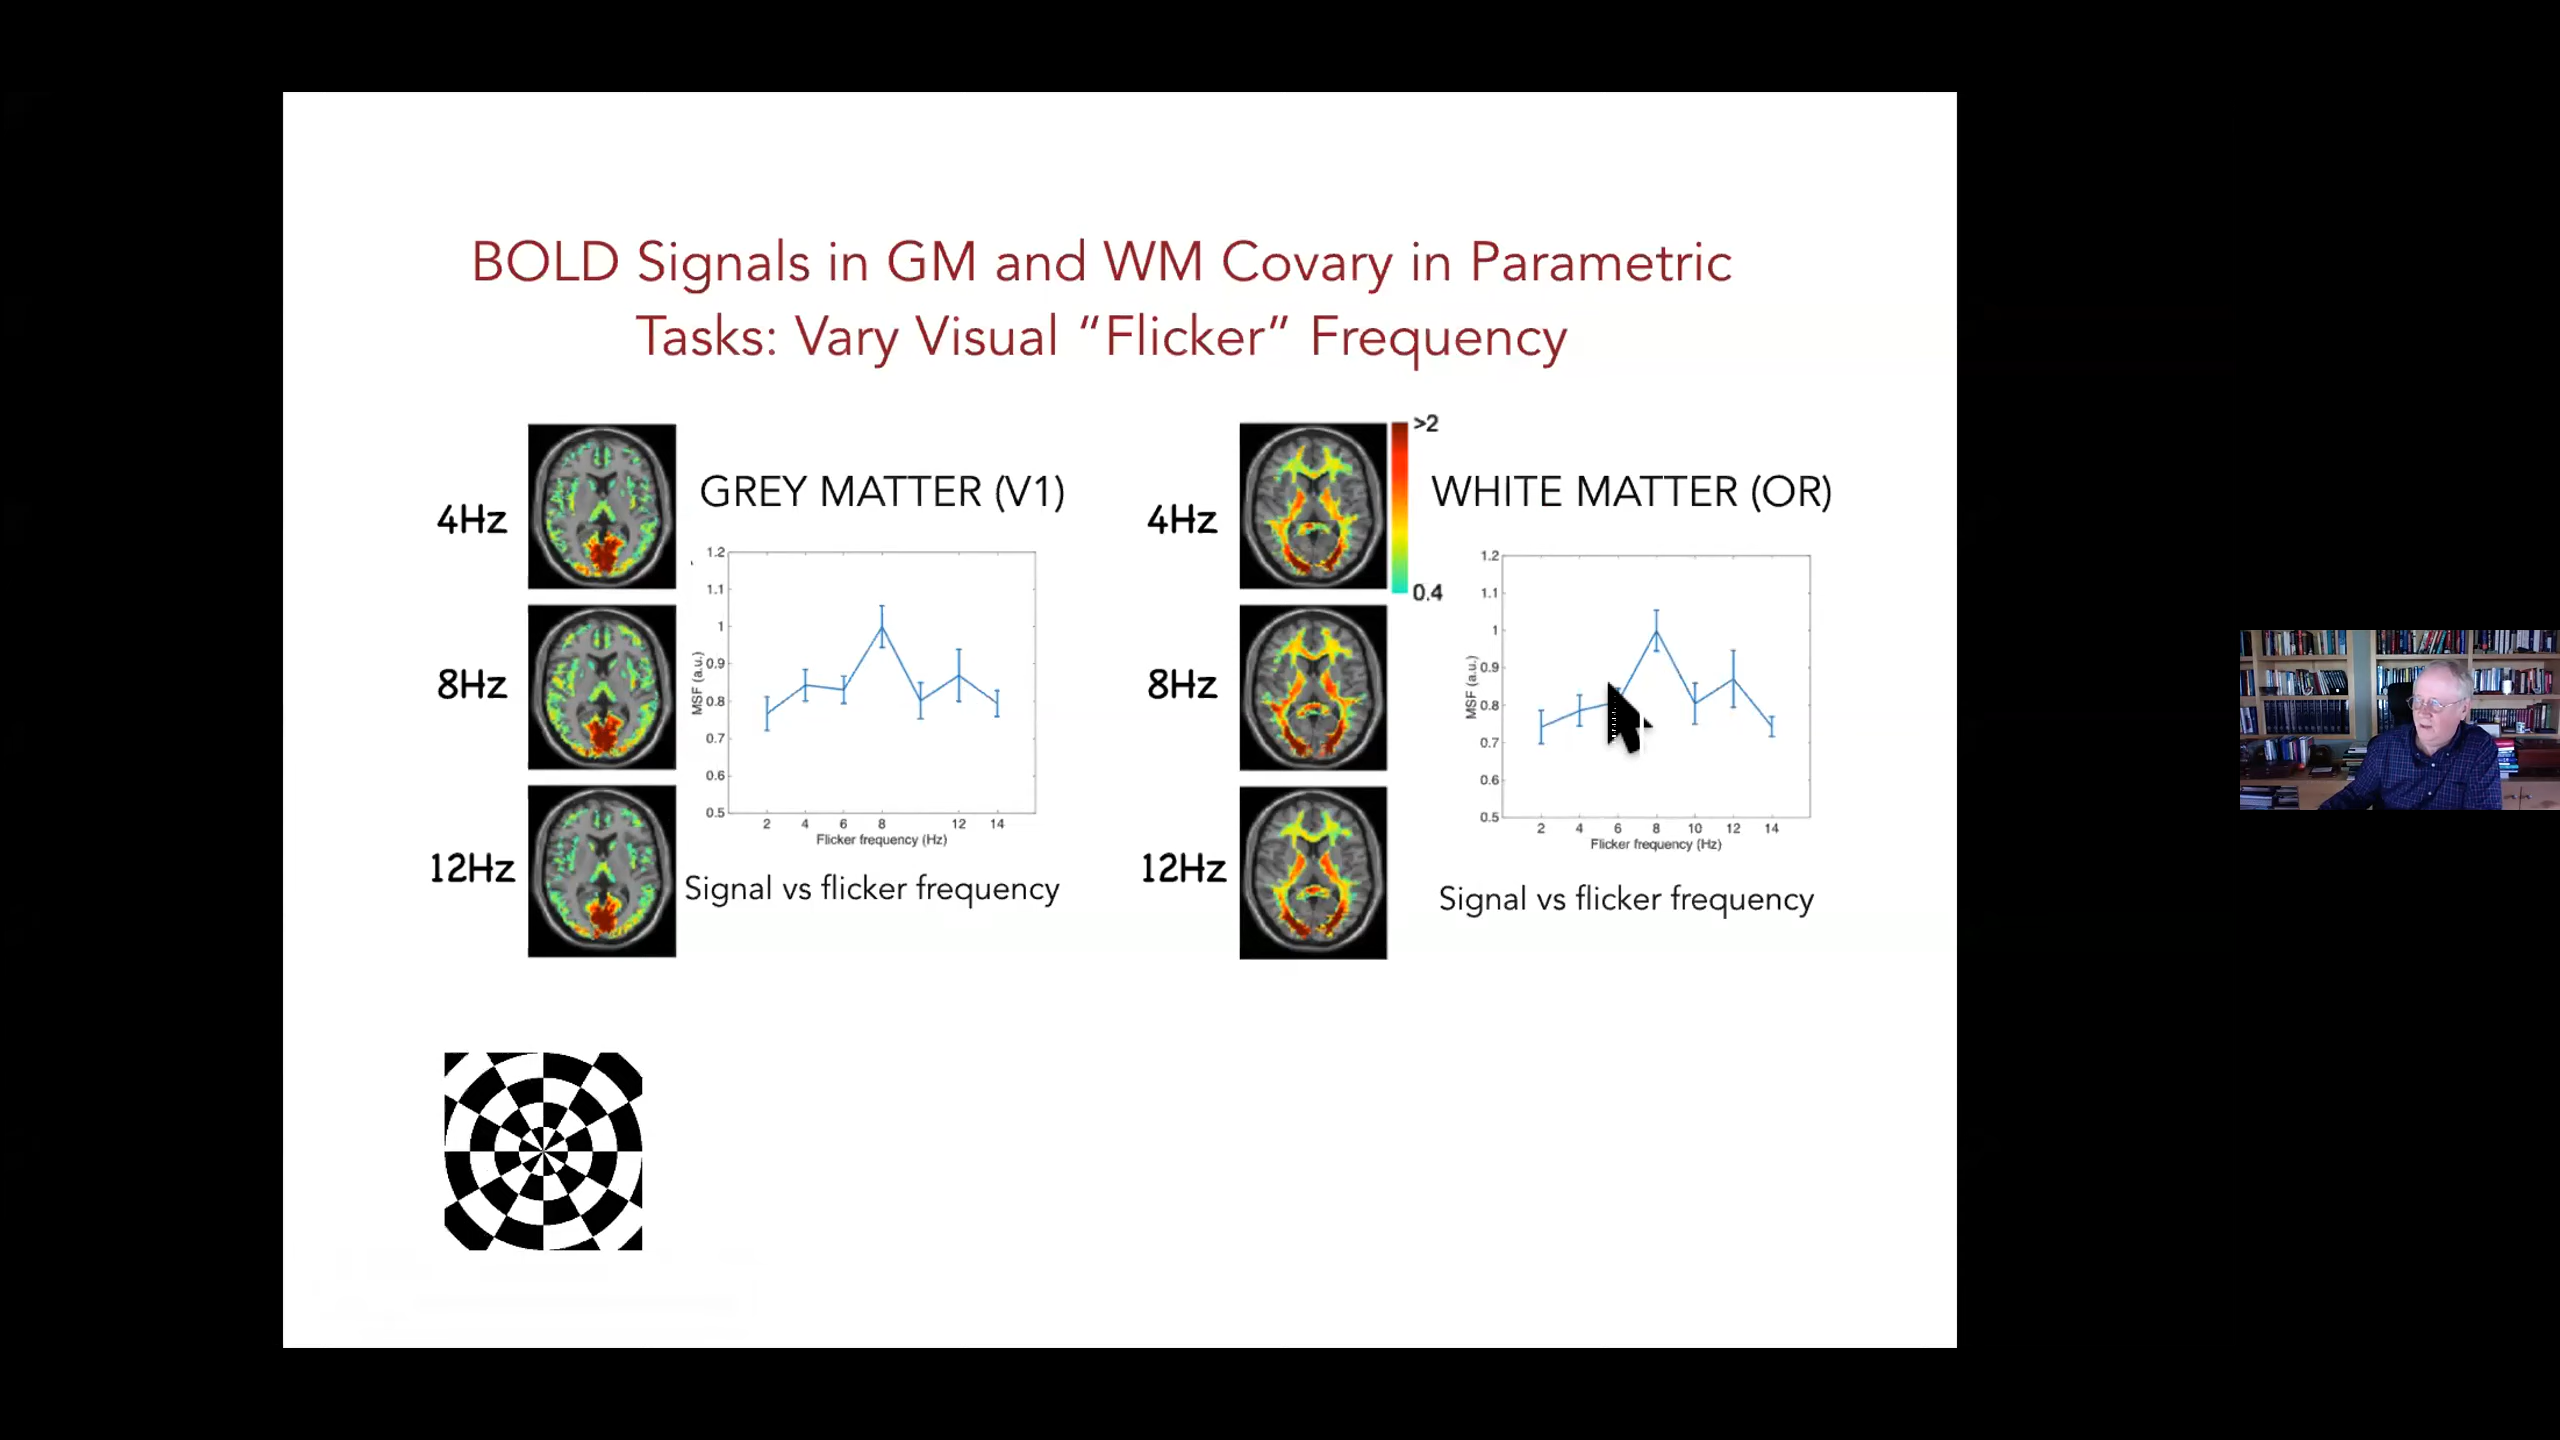 BOLD Signals in GM and WM Covary in Parametric
Tasks: Vary Visual “Flicker” Frequency
4Hz
8Hz
12Hz
GREY MATTER (V1)
1.2
1.1
1
0.9
0.8
0.7
0.6
0.5
MSF (a.u.)
2 4 6 8 12 14
Flicker frequency (Hz)
Signal vs flicker frequency
4Hz
8Hz
12Hz
>2
0.4
WHITE MATTER (OR)
1.2
1.1
1
0.9
0.8
0.7
0.6
0.5
MSF (a.u.)
2 4 6 8 10 12 14
Flicker frequency (Hz)
Signal vs flicker frequency